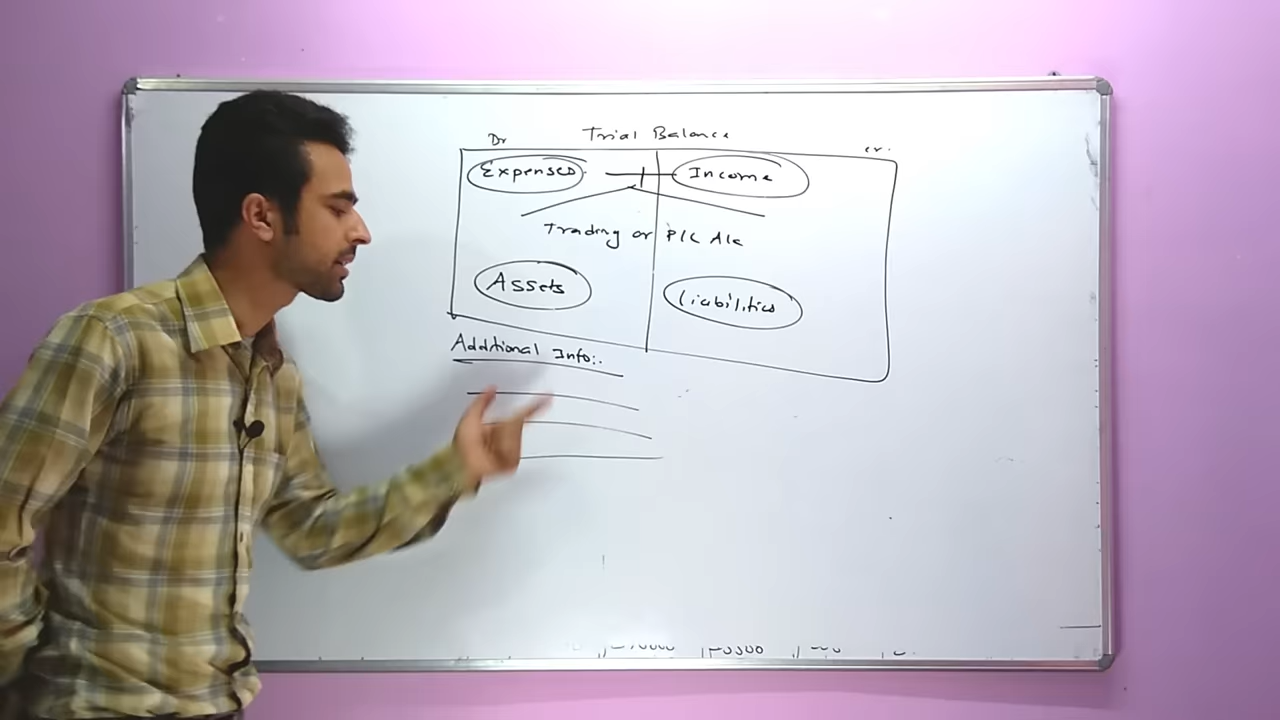 Dr Trial Balance cr.
Expenses Income
Trading or P/L A/c
Assets Liabilities
Additional Info:.